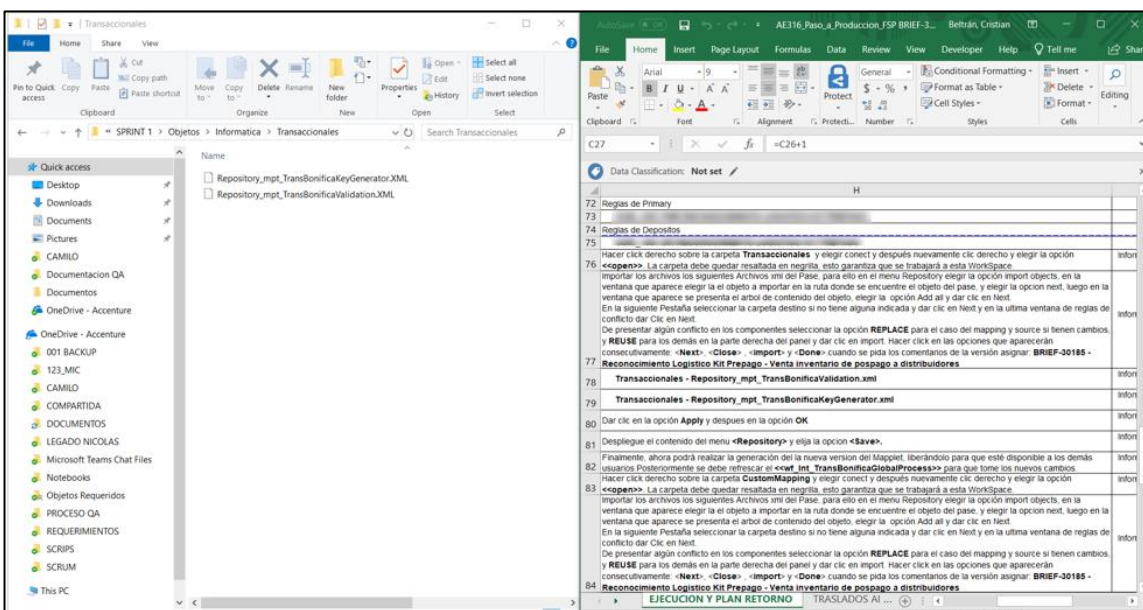 Transaccionales
File
Home
Share
View
Pin to Quick access
Copy
Paste
Cut
Copy path
Paste shortcut
Clipboard
Move to
Copy to
Delete
Rename
Organize
New folder
New
Properties
Open
Edit
History
Open
Select all
Select none
Invert selection
Select
« SPRINT 1 > Objetos > Informatica > Transaccionales
Search Transaccionales
Name
Repository_mpt_TransBonificaKeyGenerator.XML
Repository_mpt_TransBonificaValidation.XML
Quick access
Desktop
Downloads
Documents
Pictures
CAMILO
Documentacion QA
Documentos
OneDrive - Accenture
OneDrive - Accenture
001 BACKUP
123_MIC
CAMILO
COMPARTIDA
DOCUMENTOS
LEGADO NICOLAS
Microsoft Teams Chat Files
Notebooks
Objetos Requeridos
PROCESO QA
REQUERIMIENTOS
SCRIPS
SCRUM
This PC
AutoSave
AE316_Paso_a_Produccion_FSP BRIEF-3... Beltrán, Cristian
File Home Insert Page Layout Formulas Data Review View Developer Help Tell me Shar
Paste
Clipboard
Arial 9
B I U
Font
Alignment
Protect
Protecti...
General
$ % ,
Number
Conditional Formatting
Format as Table
Cell Styles
Styles
Insert
Delete
Format
Cells
Editing
C27 fx =C26+1
Data Classification: Not set
H
72 Reglas de Primary
73
74 Reglas de Depositos
75
76 Hacer click derecho sobre la carpeta Transaccionales y elegir conect y después nuevamente clic derecho y elegir la opción
<<open>>. La carpeta debe quedar resaltada en negrilla, esto garantiza que se trabajará a esta WorkSpace. Infor
Importar los archivos los siguientes Archivos xml del Pase, para ello en el menu Repository elegir la opción import objects, en la
ventana que aparece elegir la el objeto a importar en la ruta donde se encuentre el objeto del pase, y elegir la opcion next, luego en la
ventana que aparece se presenta el arbol de contenido del objeto, elegir la opción Add all y dar clic en Next.
En la siguiente Pestaña seleccionar la carpeta destino si no tiene alguna indicada y dar clic en Next y en la ultima ventana de reglas de
conflicto dar Clic en Next. Infor
De presentar algún conflicto en los componentes seleccionar la opción REPLACE para el caso del mapping y source si tienen cambios,
y REUSE para los demás en la parte derecha del panel y dar clic en import. Hacer click en las opciones que aparecerán
consecutivamente: <Next>, <Close> , <import> y <Done> cuando se pida los comentarios de la versión asignar: BRIEF-30185 -
77 Reconocimiento Logistico Kit Prepago - Venta inventario de pospago a distribuidores
78 Transaccionales - Repository_mpt_TransBonificaValidation.xml Infor
79 Transaccionales - Repository_mpt_TransBonificaKeyGenerator.xml Infor
80 Dar clic en la opción Apply y despues en la opción OK Infor
81 Despliegue el contenido del menu <Repository> y elija la opcion <Save>. Infor
Finalmente, ahora podrá realizar la generación del la nueva version del Mapplet, liberándolo para que esté disponible a los demás Infor
82 usuarios.Posteriormente se debe refrescar el <<wf_Int_TransBonificaGlobalProcess>> para que tome los nuevos cambios.
Hacer click derecho sobre la carpeta CustomMapping y elegir conect y después nuevamente clic derecho y elegir la opción Infor
83 <<open>>. La carpeta debe quedar resaltada en negrilla, esto garantiza que se trabajará a esta WorkSpace.
Importar los archivos los siguientes Archivos xml del Pase, para ello en el menu Repository elegir la opción import objects, en la
ventana que aparece elegir la el objeto a importar en la ruta donde se encuentre el objeto del pase, y elegir la opcion next, luego en la
ventana que aparece se presenta el arbol de contenido del objeto, elegir la opción Add all y dar clic en Next.
En la siguiente Pestaña seleccionar la carpeta destino si no tiene alguna indicada y dar clic en Next y en la ultima ventana de reglas de
conflicto dar Clic en Next. Infor
De presentar algún conflicto en los componentes seleccionar la opción REPLACE para el caso del mapping y source si tienen cambios,
y REUSE para los demás en la parte derecha del panel y dar clic en import. Hacer click en las opciones que aparecerán
consecutivamente: <Next>, <Close> , <import> y <Done> cuando se pida los comentarios de la versión asignar: BRIEF-30185 -
84 Reconocimiento Logistico Kit Prepago - Venta inventario de pospago a distribuidores
EJECUCION Y PLAN RETORNO
TRASLADOS AI ...